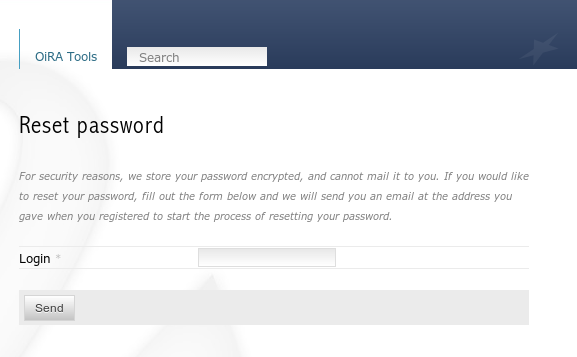 OiRA Tools
Search
Reset password
For security reasons, we store your password encrypted, and cannot mail it to you. If you would like
to reset your password, fill out the form below and we will send you an email at the address you
gave when you registered to start the process of resetting your password.
Login *
Send